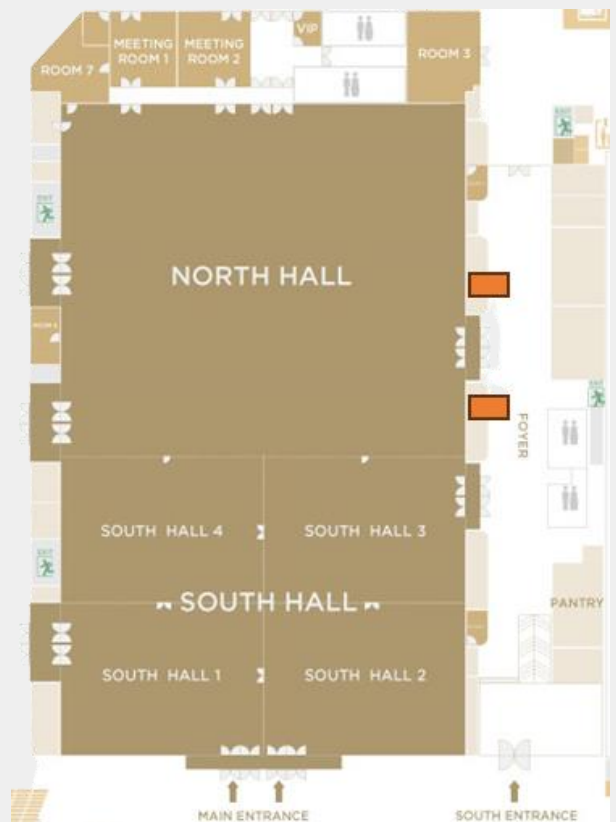 VIP
MEETING
ROOM 1
MEETING
ROOM 2
ROOM 3
ROOM 7
EXIT
EXIT
NORTH HALL
EXIT
FOYER
SOUTH HALL 4
SOUTH HALL 3
EXIT
SOUTH HALL
PANTRY
SOUTH HALL 1
SOUTH HALL 2
MAIN ENTRANCE
SOUTH ENTRANCE